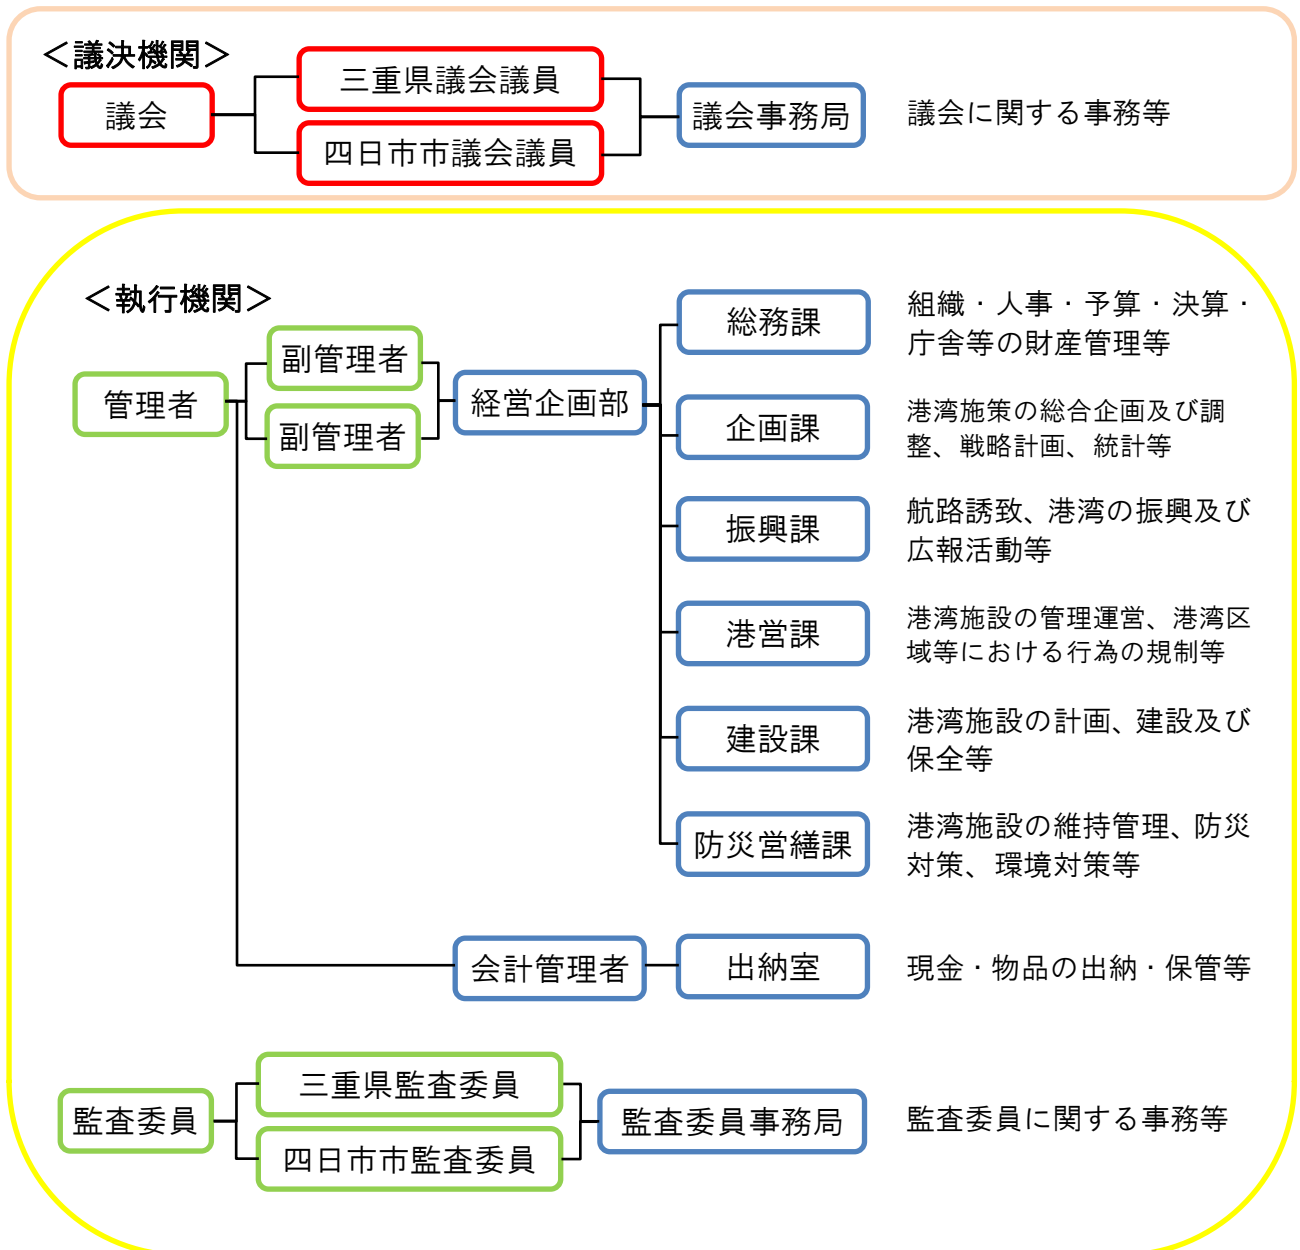 ＜議決機関＞
議会
三重県議会議員
四日市市議会議員
議会事務局
議会に関する事務等
＜執行機関＞
管理者
副管理者
副管理者
経営企画部
総務課
組織・人事・予算・決算・
庁舎等の財産管理等
企画課
港湾施策の総合企画及び調
整、戦略計画、統計等
振興課
航路誘致、港湾の振興及び
広報活動等
港営課
港湾施設の管理運営、港湾区
域等における行為の規制等
建設課
港湾施設の計画、建設及び
保全等
防災営繕課
港湾施設の維持管理、防災
対策、環境対策等
会計管理者
出納室
現金・物品の出納・保管等
監査委員
三重県監査委員
四日市市監査委員
監査委員事務局
監査委員に関する事務等